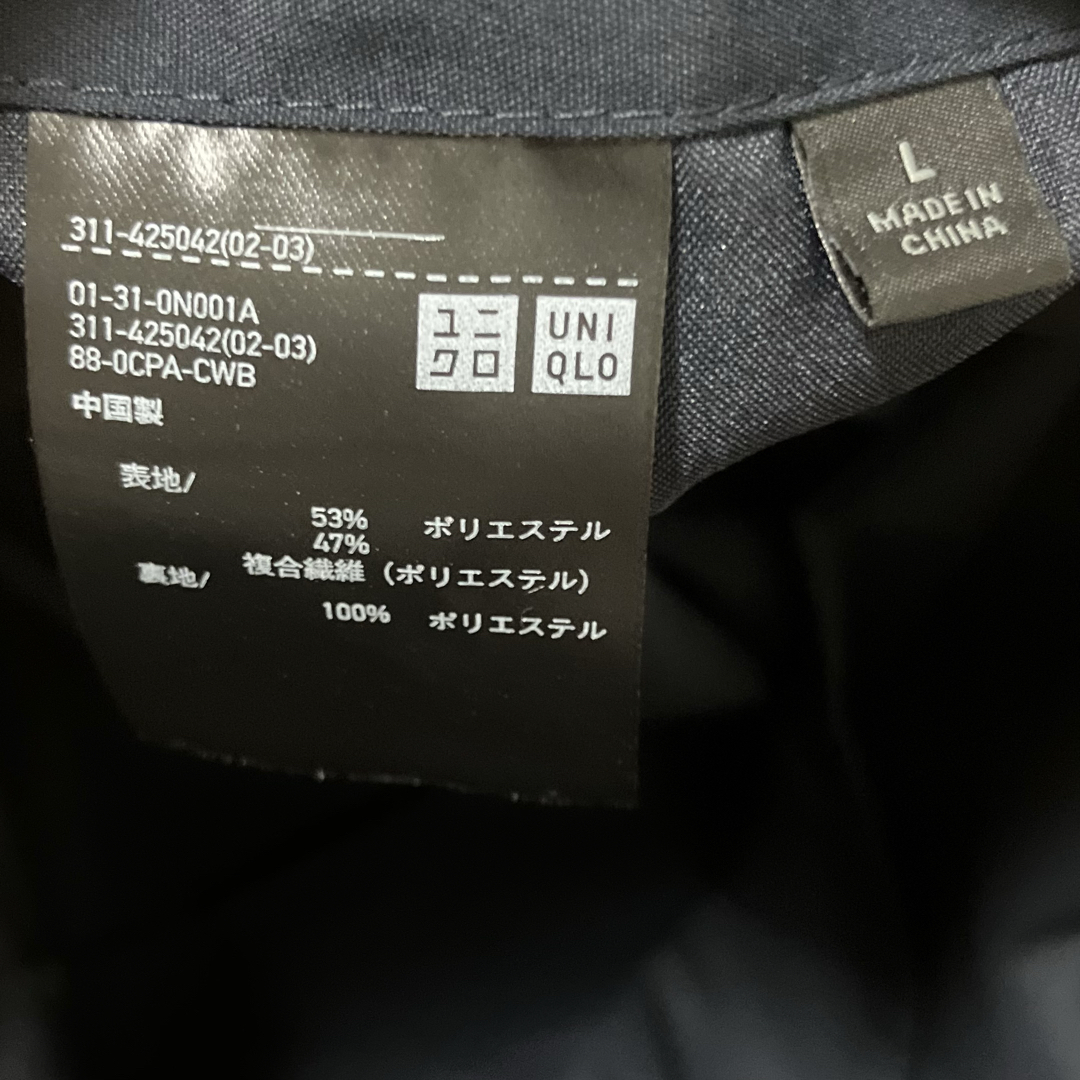 311-425042(02-03)
01-31-0N001A
311-425042(02-03)
88-0CPA-CWB
中国製
ユニ
クロ
UNI
QLO
表地/
53% ポリエステル
47%
複合繊維（ポリエステル）
裏地/
100% ポリエステル
L
MADE IN
CHINA